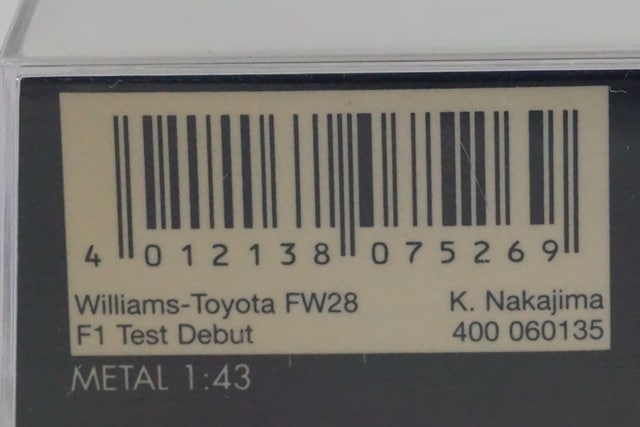 4 012138 075269
Williams-Toyota FW28 K. Nakajima
F1 Test Debut 400 060135
METAL 1:43